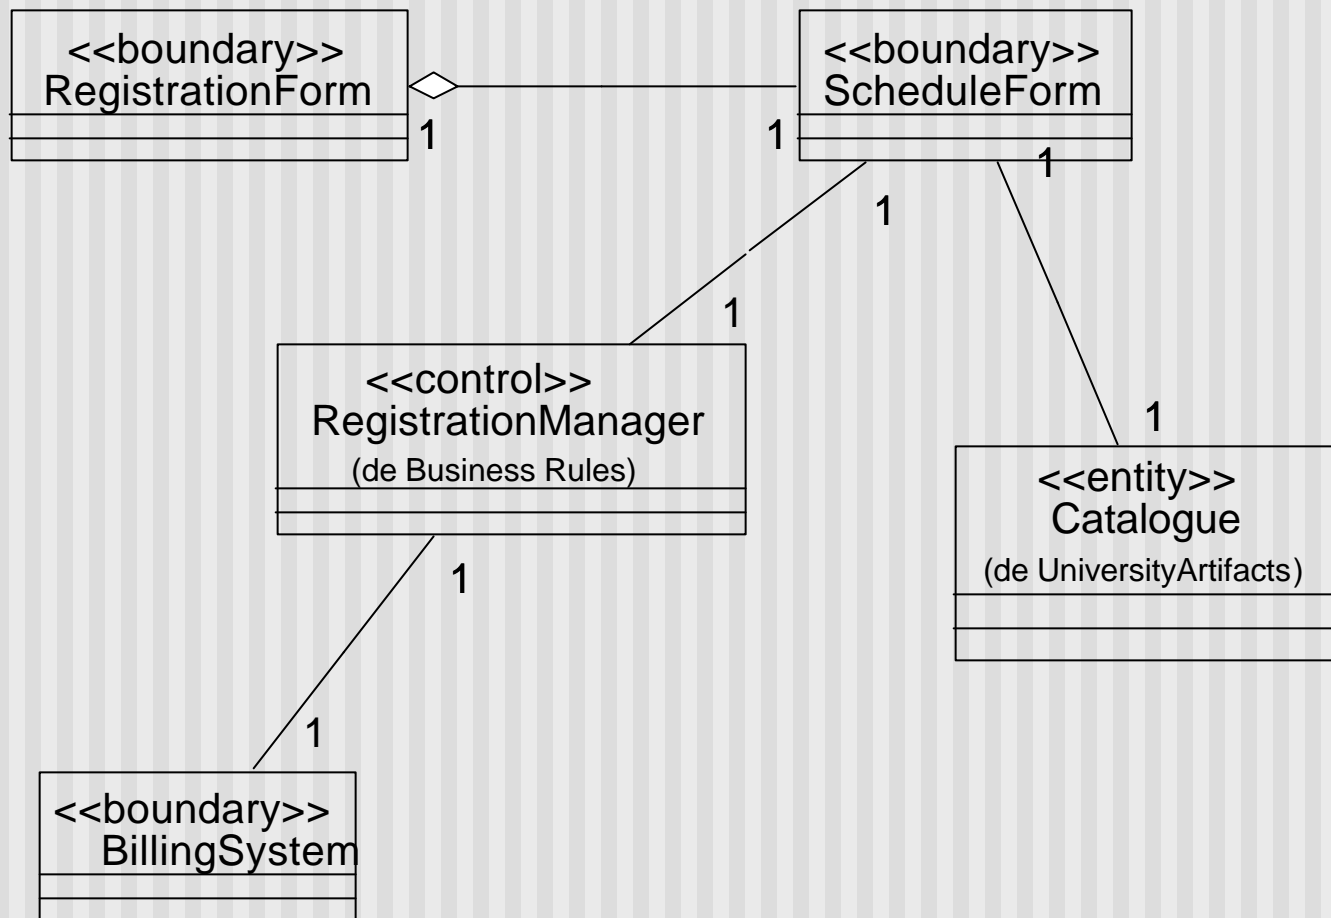 <<boundary>>
RegistrationForm
<<boundary>>
ScheduleForm
1
1
1
1
1
<<control>>
RegistrationManager
(de Business Rules)
1
<<entity>>
Catalogue
(de UniversityArtifacts)
1
1
<<boundary>>
BillingSystem